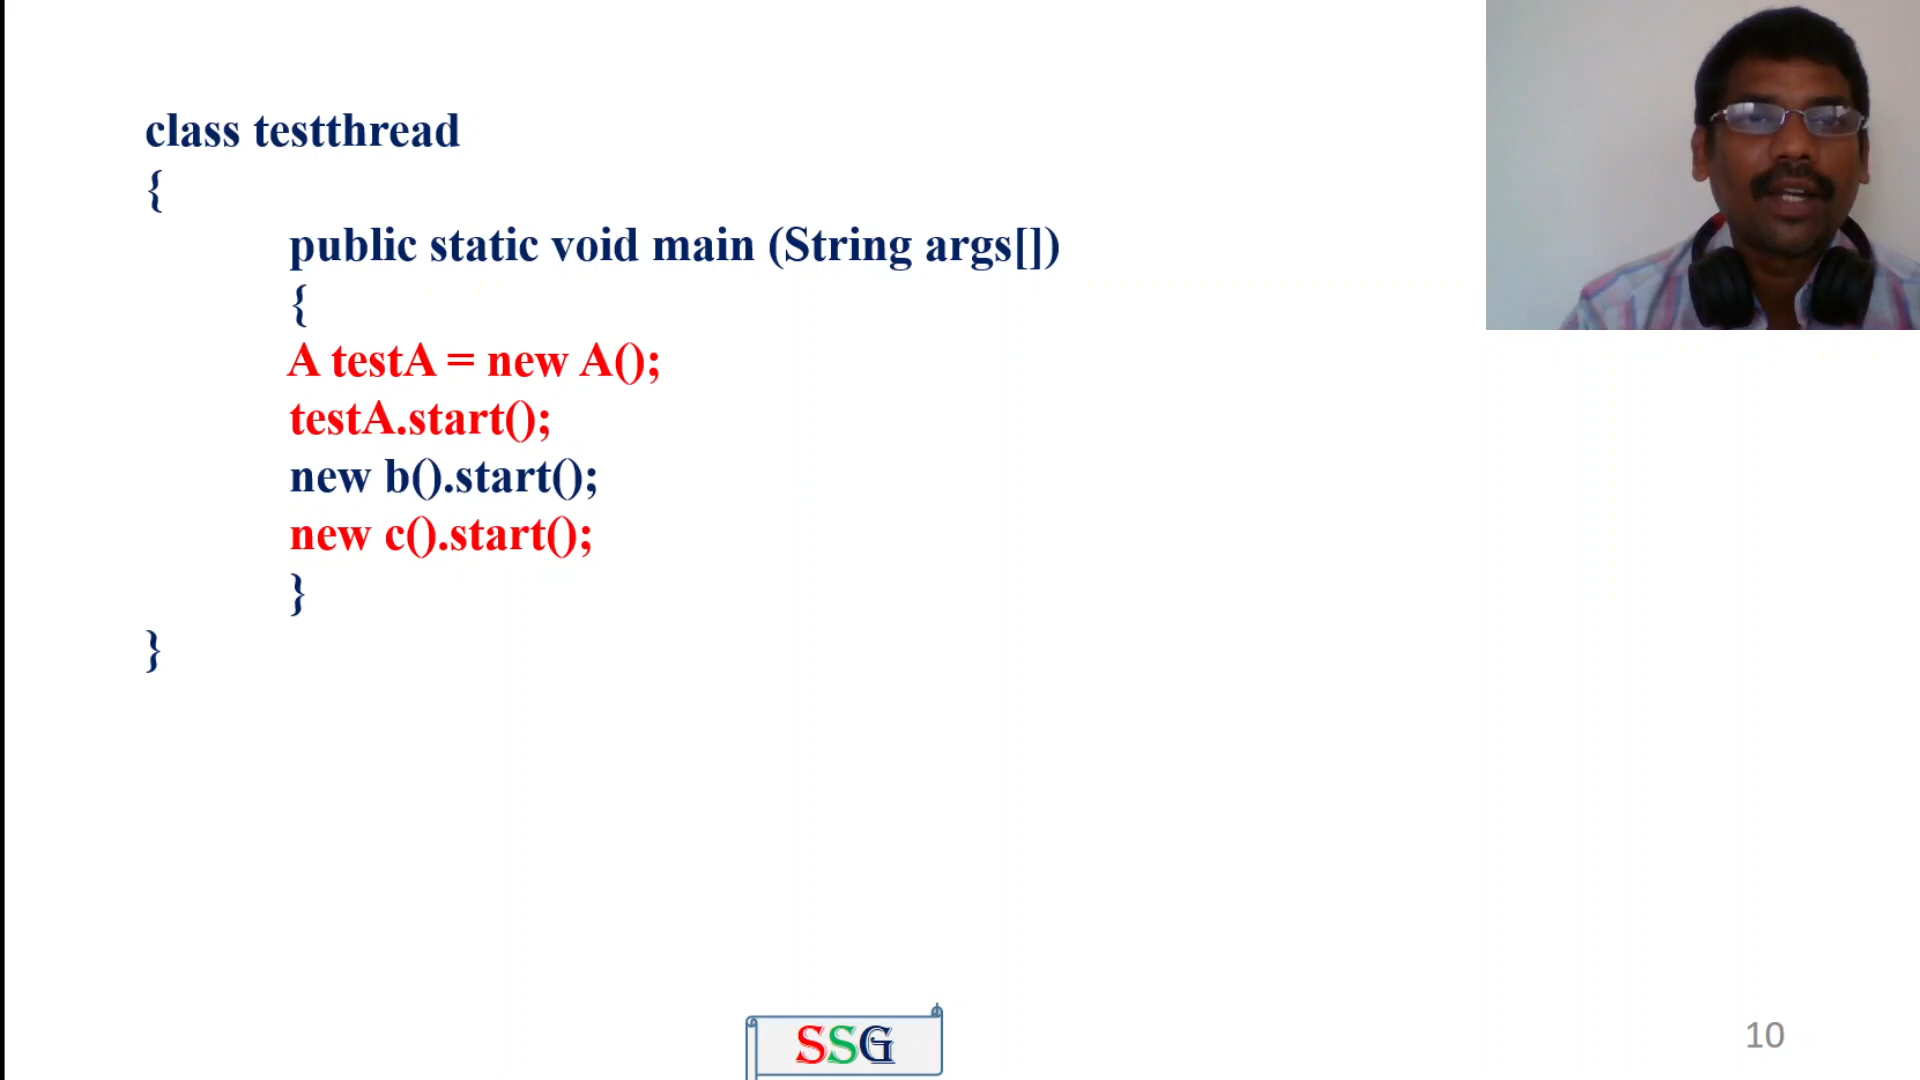 class testthread
{
public static void main (String args[])
{
A testA = new A();
testA.start();
new b().start();
new c().start();
}
}
SSG
10